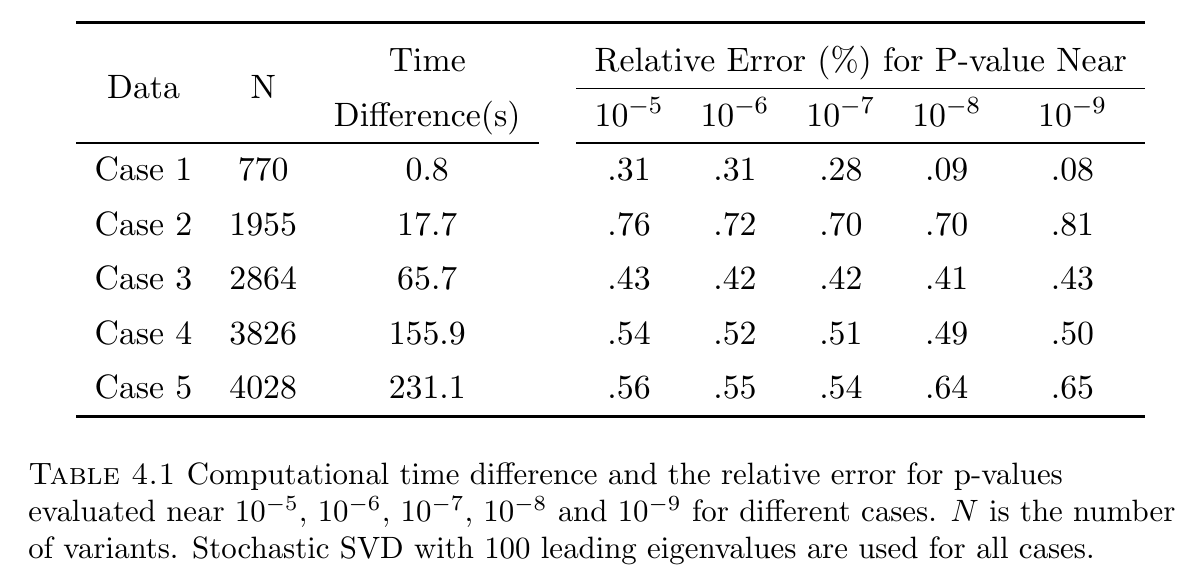 Time
Relative Error (%) for P-value Near
Data N
Difference(s) 10⁻⁵ 10⁻⁶ 10⁻⁷ 10⁻⁸ 10⁻⁹
Case 1 770 0.8 .31 .31 .28 .09 .08
Case 2 1955 17.7 .76 .72 .70 .70 .81
Case 3 2864 65.7 .43 .42 .42 .41 .43
Case 4 3826 155.9 .54 .52 .51 .49 .50
Case 5 4028 231.1 .56 .55 .54 .64 .65
Table 4.1 Computational time difference and the relative error for p-values
evaluated near 10⁻⁵, 10⁻⁶, 10⁻⁷, 10⁻⁸ and 10⁻⁹ for different cases. N is the number
of variants. Stochastic SVD with 100 leading eigenvalues are used for all cases.